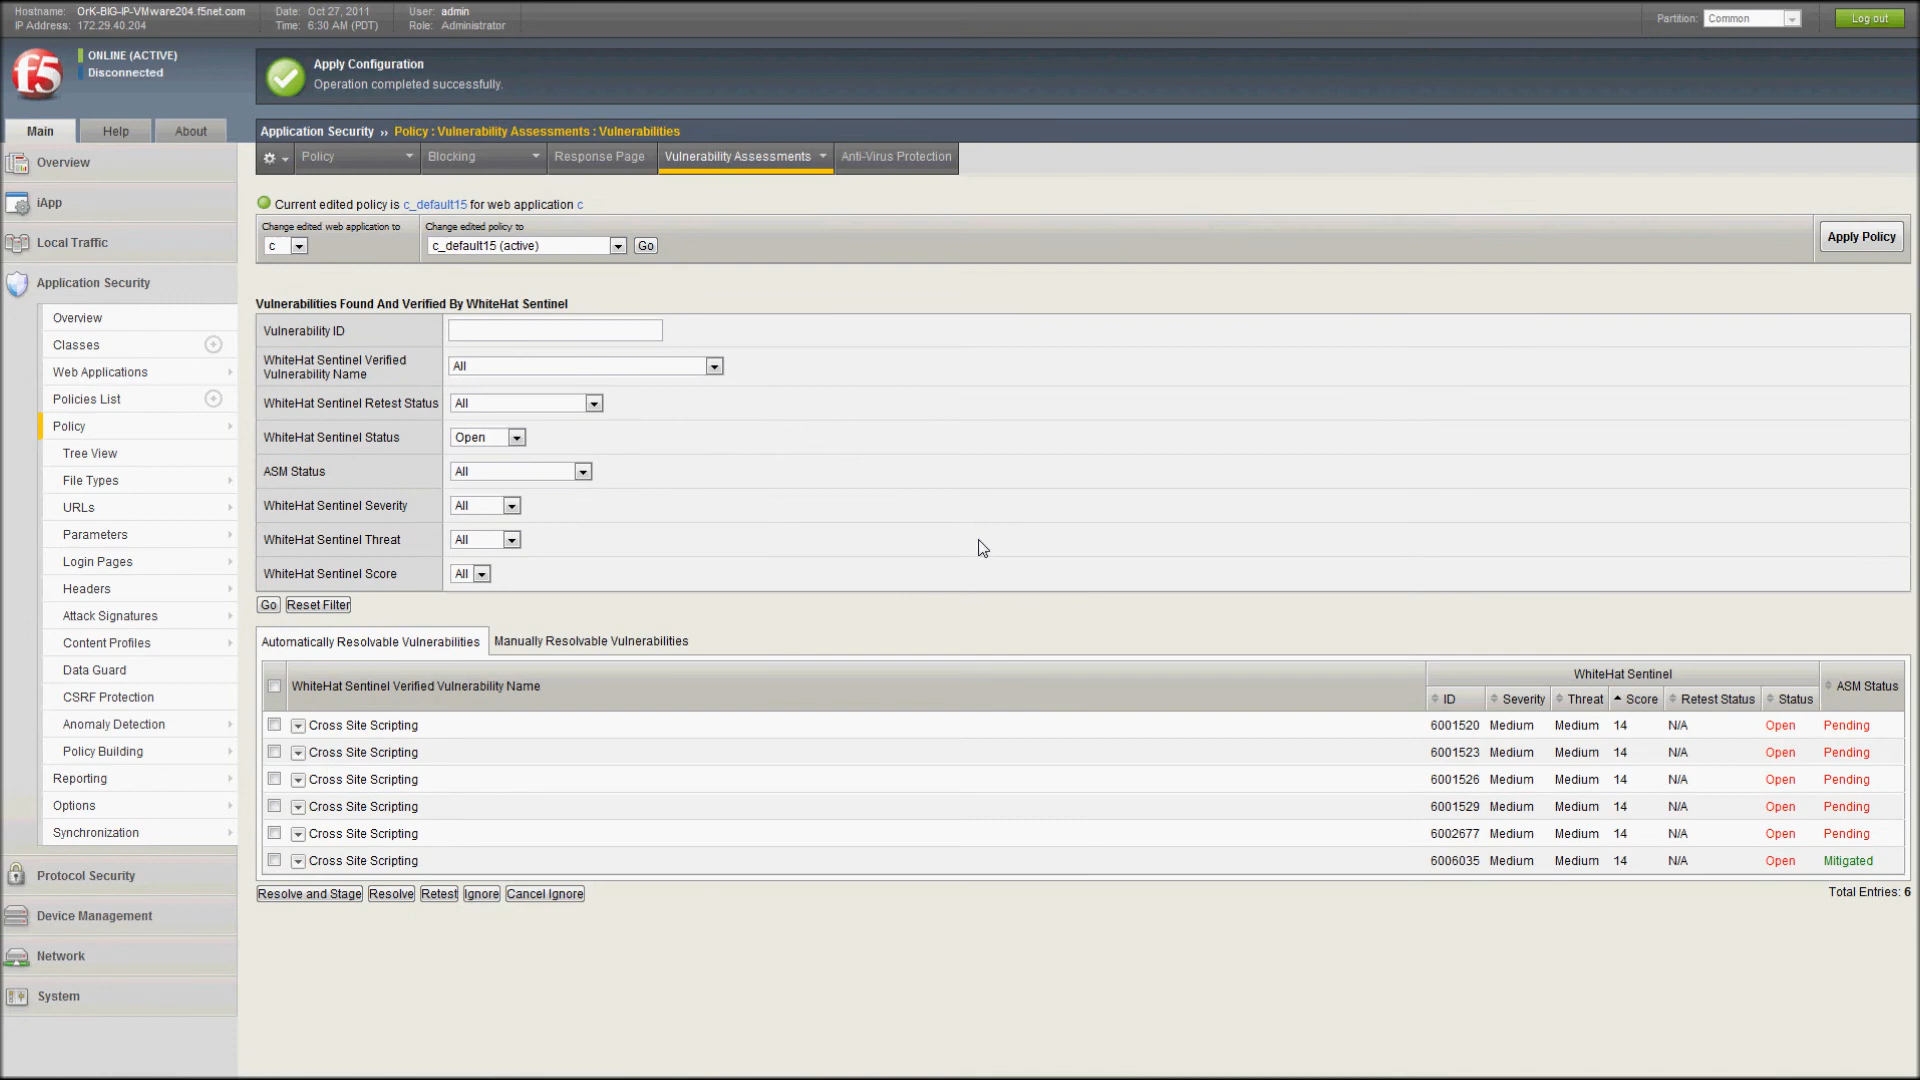 Hostname: OrK-BIG-IP-VMware204.f5net.com Date: Oct 27, 2011 User: admin
IP Address: 172.29.40.204 Time: 6:30 AM (PDT) Role: Administrator
Partition: Common Log out
f5
ONLINE (ACTIVE)
Disconnected
Apply Configuration
Operation completed successfully.
Main Help About
Application Security ›› Policy : Vulnerability Assessments : Vulnerabilities
Policy Blocking Response Page Vulnerability Assessments Anti-Virus Protection
Overview
iApp
Local Traffic
Application Security
Overview
Classes
Web Applications
Policies List
Policy
Tree View
File Types
URLs
Parameters
Login Pages
Headers
Attack Signatures
Content Profiles
Data Guard
CSRF Protection
Anomaly Detection
Policy Building
Reporting
Options
Synchronization
Protocol Security
Device Management
Network
System
Current edited policy is c_default15 for web application c
Change edited web application to Change edited policy to
c c_default15 (active) Go Apply Policy
Vulnerabilities Found And Verified By WhiteHat Sentinel
Vulnerability ID
WhiteHat Sentinel Verified
Vulnerability Name All
WhiteHat Sentinel Retest Status All
WhiteHat Sentinel Status Open
ASM Status All
WhiteHat Sentinel Severity All
WhiteHat Sentinel Threat All
WhiteHat Sentinel Score All
Go Reset Filter
Automatically Resolvable Vulnerabilities Manually Resolvable Vulnerabilities
WhiteHat Sentinel Verified Vulnerability Name WhiteHat Sentinel ASM Status
ID Severity Threat Score Retest Status Status
Cross Site Scripting 6001520 Medium Medium 14 N/A Open Pending
Cross Site Scripting 6001523 Medium Medium 14 N/A Open Pending
Cross Site Scripting 6001526 Medium Medium 14 N/A Open Pending
Cross Site Scripting 6001529 Medium Medium 14 N/A Open Pending
Cross Site Scripting 6002677 Medium Medium 14 N/A Open Pending
Cross Site Scripting 6006035 Medium Medium 14 N/A Open Mitigated
Resolve and Stage Resolve Retest Ignore Cancel Ignore Total Entries: 6